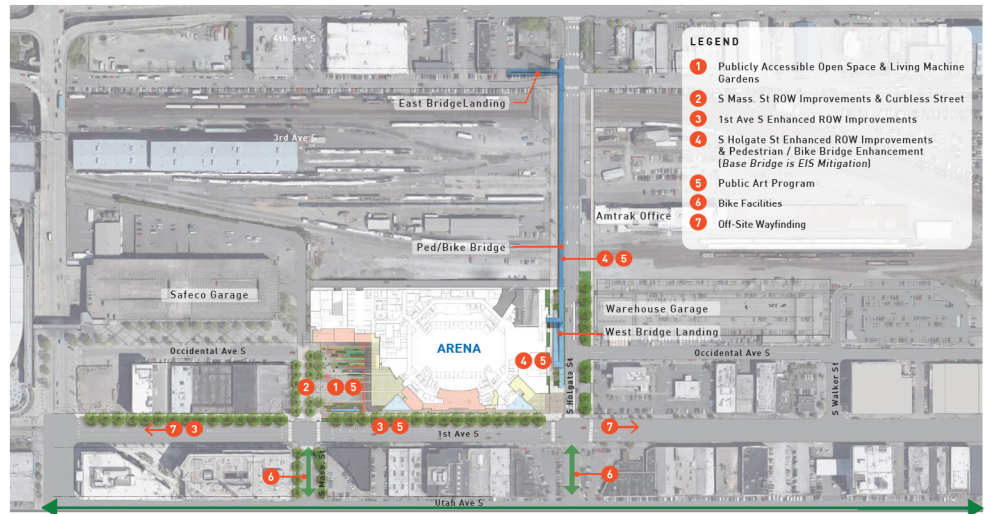 4th Ave S
LEGEND
1 Publicly Accessible Open Space & Living Machine
Gardens
2 S Mass. St ROW Improvements & Curbless Street
3 1st Ave S Enhanced ROW Improvements
4 S Holgate St Enhanced ROW Improvements
& Pedestrian / Bike Bridge Enhancement
(Base Bridge is EIS Mitigation)
5 Public Art Program
6 Bike Facilities
7 Off-Site Wayfinding
East BridgeLanding
3rd Ave S
Amtrak Office
Ped/Bike Bridge
4 5
Safeco Garage
Warehouse Garage
West Bridge Landing
ARENA
Occidental Ave S
Occidental Ave S
4 5
2 1 5
S Holgate St
S Walker St
7 3
3 5
1st Ave S
7
6
S Mass. St
6
Utah Ave S